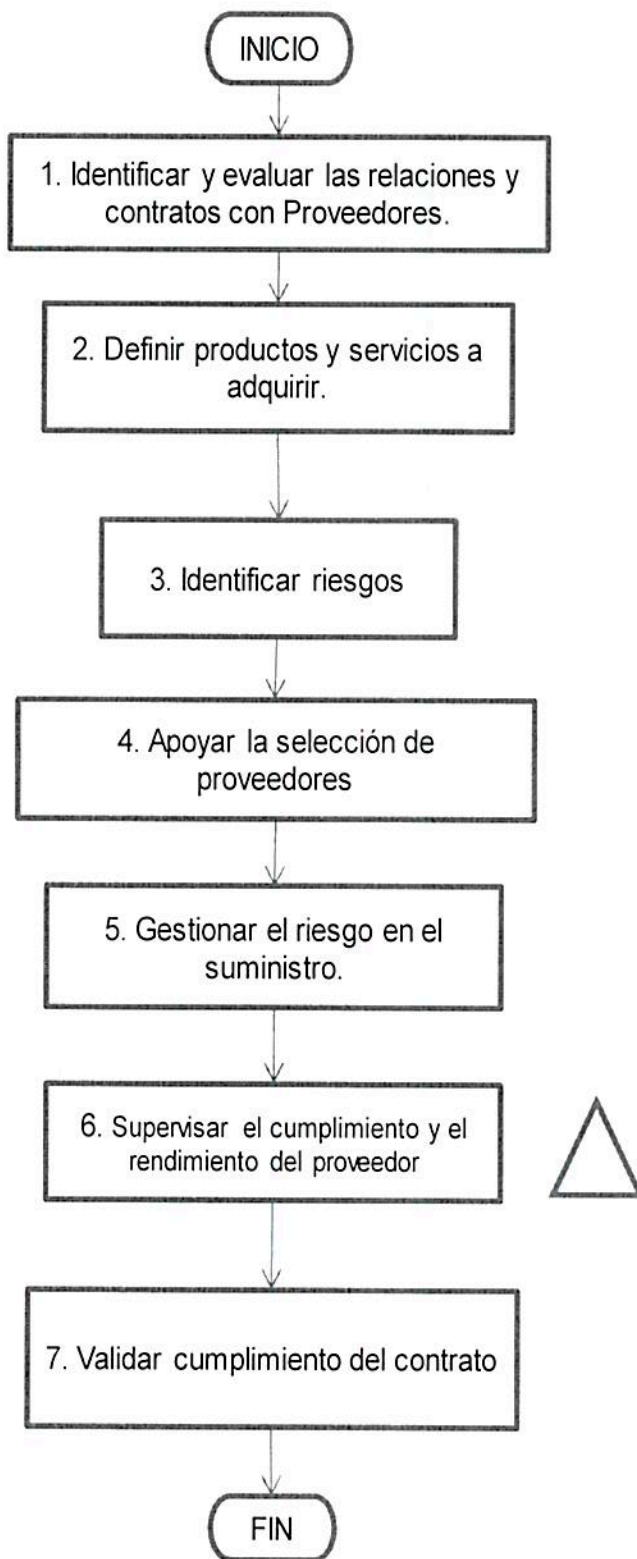 INICIO
1. Identificar y evaluar las relaciones y
contratos con Proveedores.
2. Definir productos y servicios a
adquirir.
3. Identificar riesgos
4. Apoyar la selección de
proveedores
5. Gestionar el riesgo en el
suministro.
6. Supervisar el cumplimiento y el
rendimiento del proveedor
7. Validar cumplimiento del contrato
FIN